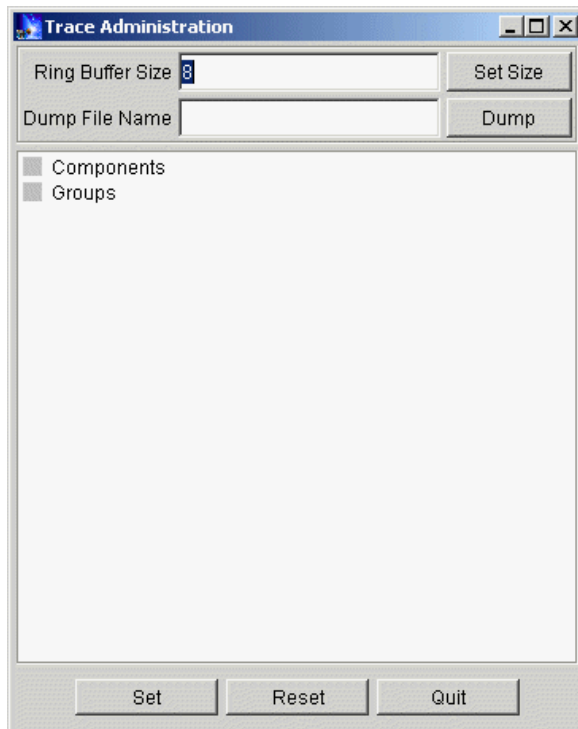 Trace Administration
Ring Buffer Size 8 Set Size
Dump File Name Dump
Components
Groups
Set Reset Quit